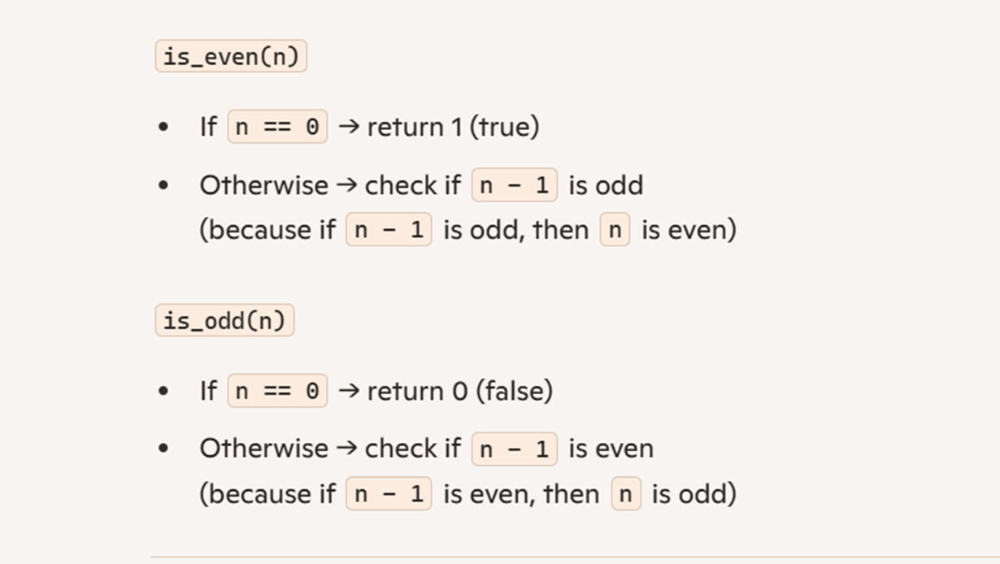 is_even(n)
• If n == 0 → return 1 (true)
• Otherwise → check if n - 1 is odd
(because if n - 1 is odd, then n is even)
is_odd(n)
• If n == 0 → return 0 (false)
• Otherwise → check if n - 1 is even
(because if n - 1 is even, then n is odd)